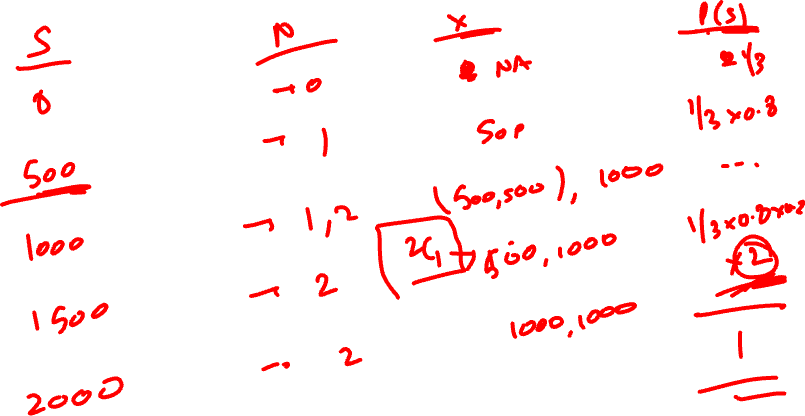 S N X P(S)
0 → 0 NA 1/3
500 → 1 500 1/3 x 0.8
1000 → 1,2 (500,500), 1000 ...
1500 → 2 2C1 → 500, 1000 1/3 x 0.8 x 0.2 x 2
2000 → 2 1000, 1000
1